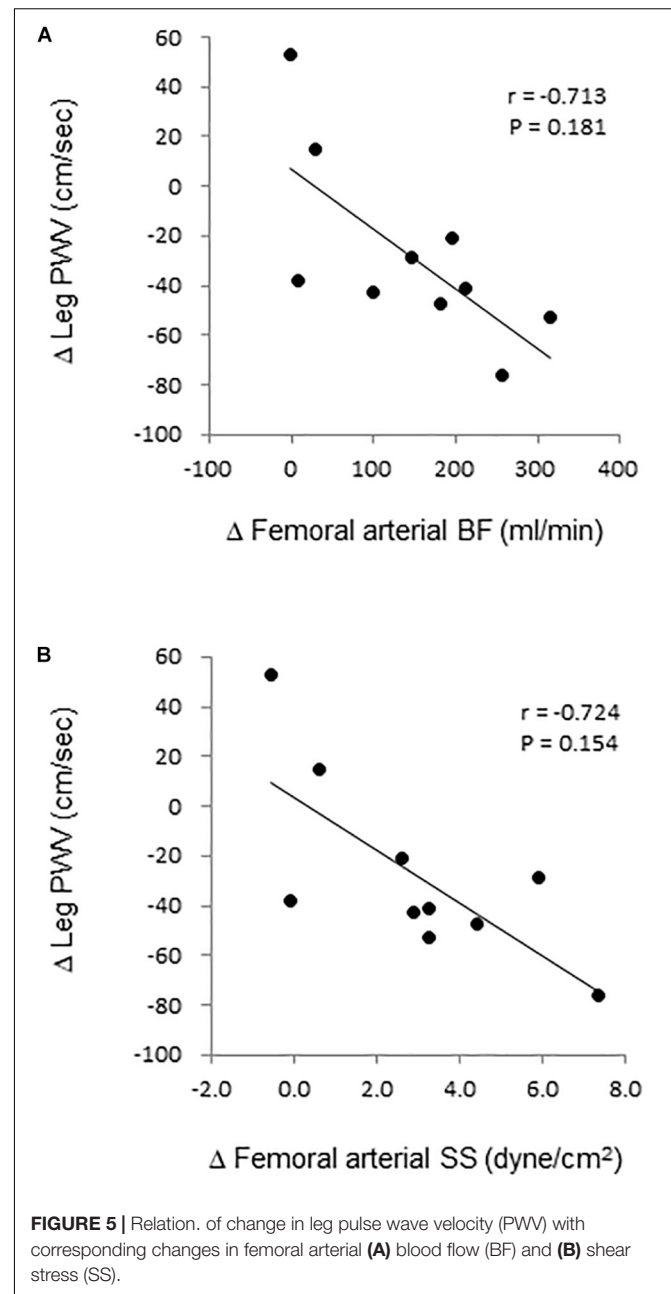 A
60
40
20
0
-20
-40
-60
-80
-100
Δ Leg PWV (cm/sec)
r = -0.713
P = 0.181
-100 0 100 200 300 400
Δ Femoral arterial BF (ml/min)
B
60
40
20
0
-20
-40
-60
-80
-100
Δ Leg PWV (cm/sec)
r = -0.724
P = 0.154
-2.0 0.0 2.0 4.0 6.0 8.0
Δ Femoral arterial SS (dyne/cm²)
FIGURE 5 | Relation. of change in leg pulse wave velocity (PWV) with
corresponding changes in femoral arterial (A) blood flow (BF) and (B) shear
stress (SS).